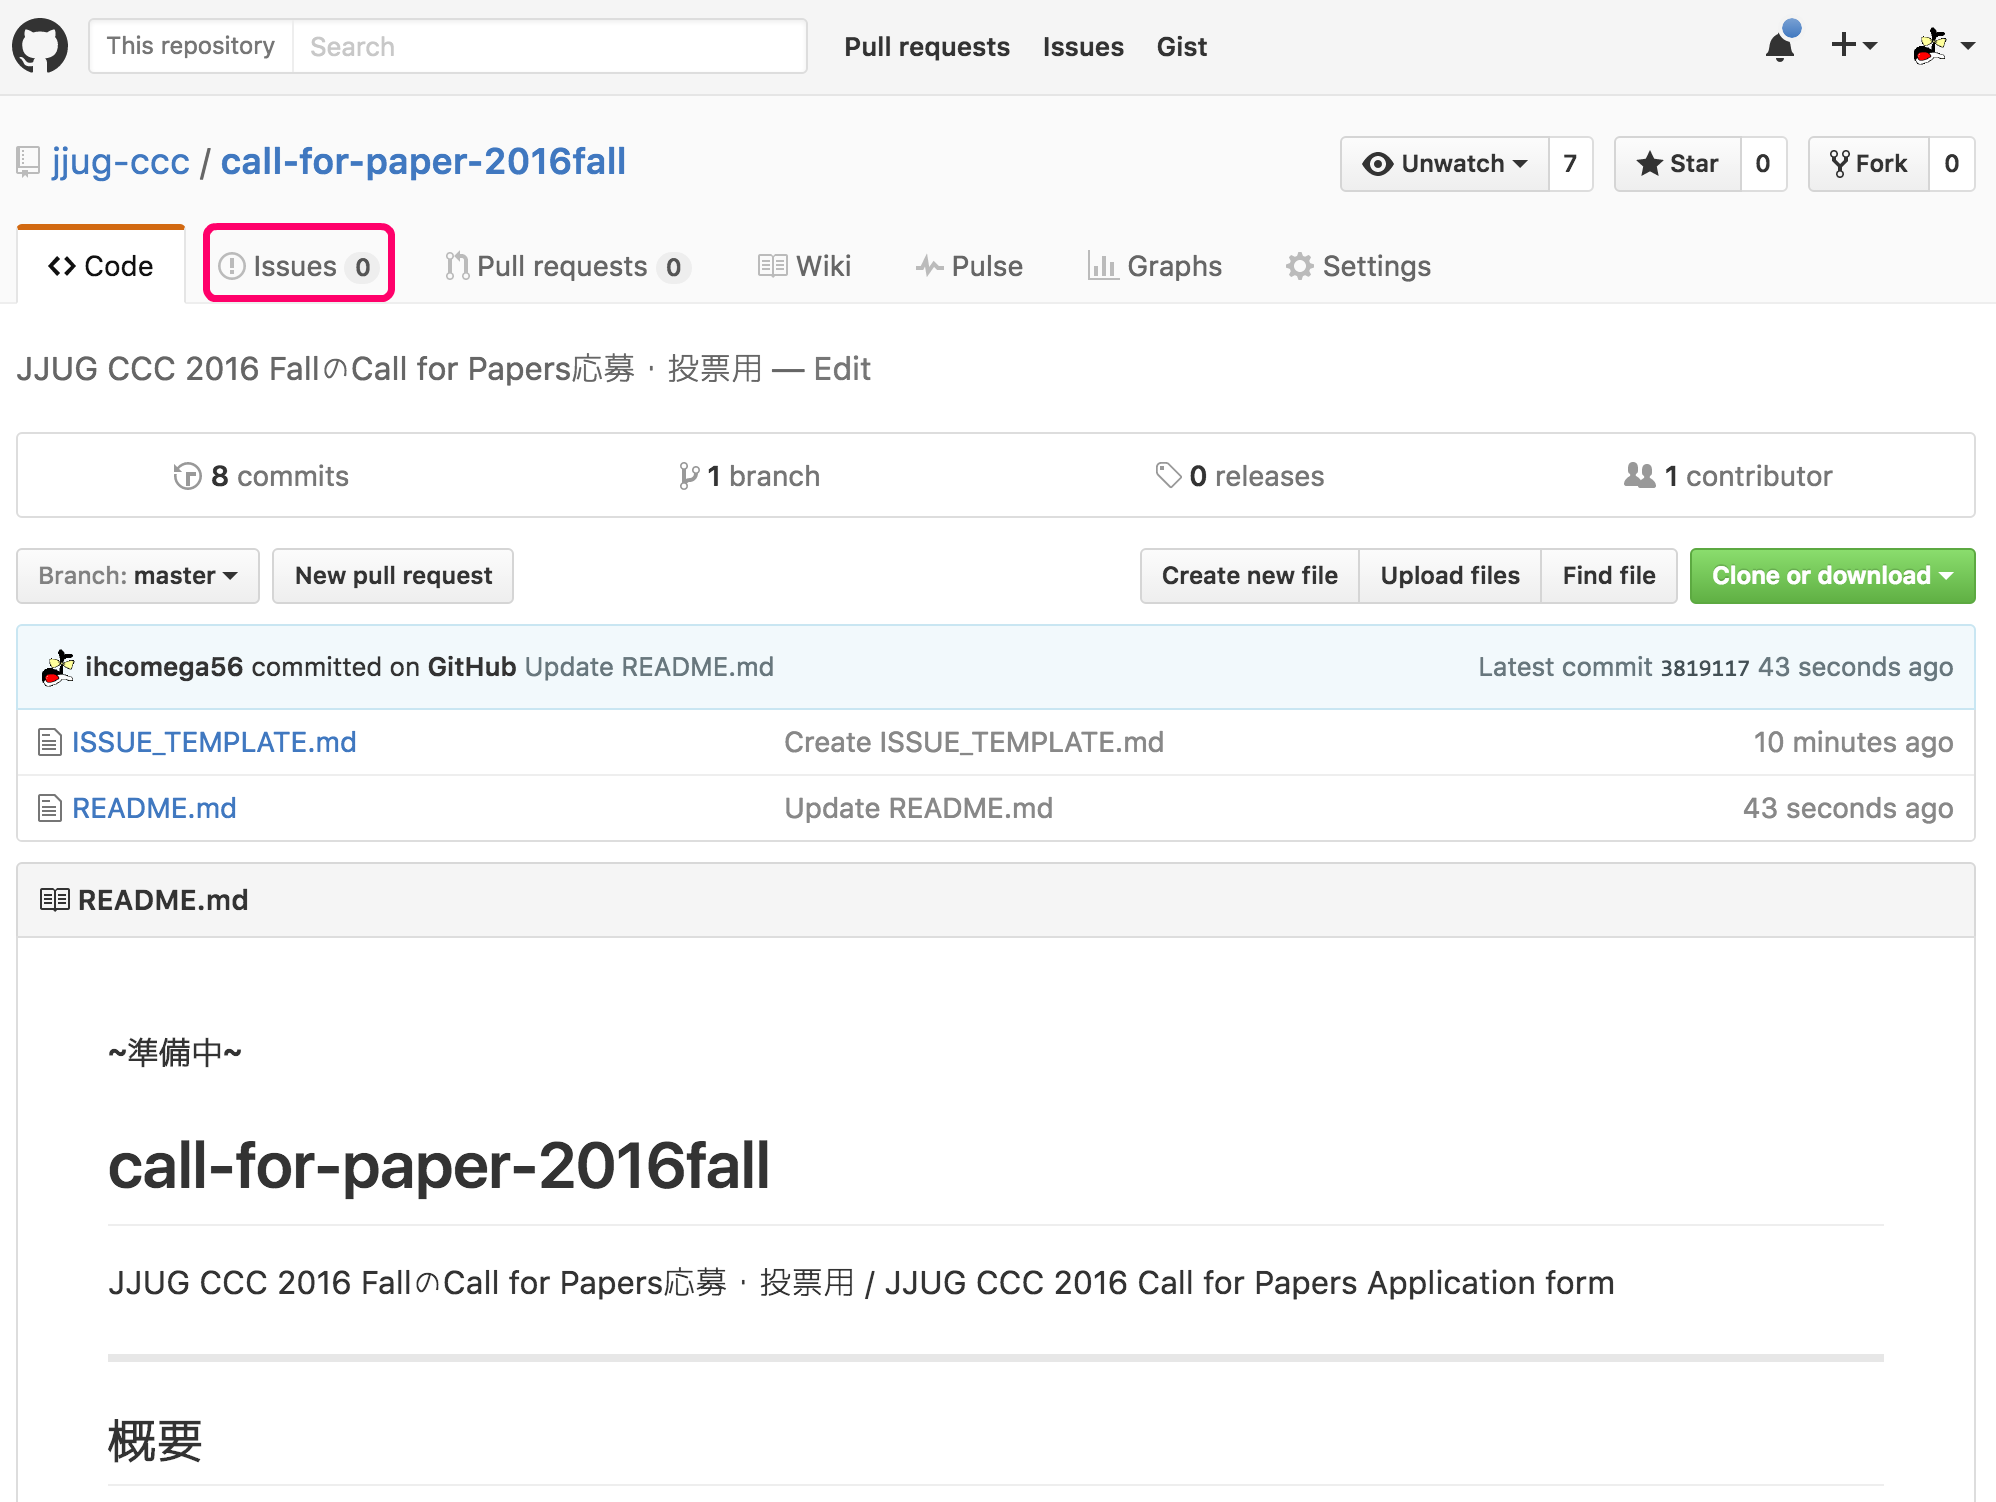 This repository Search Pull requests Issues Gist
jjug-ccc / call-for-paper-2016fall Unwatch 7 Star 0 Fork 0
Code Issues 0 Pull requests 0 Wiki Pulse Graphs Settings
JJUG CCC 2016 FallのCall for Papers応募・投票用 — Edit
8 commits 1 branch 0 releases 1 contributor
Branch: master New pull request Create new file Upload files Find file Clone or download
ihcomega56 committed on GitHub Update README.md Latest commit 3819117 43 seconds ago
ISSUE_TEMPLATE.md Create ISSUE_TEMPLATE.md 10 minutes ago
README.md Update README.md 43 seconds ago
README.md
~準備中~
call-for-paper-2016fall
JJUG CCC 2016 FallのCall for Papers応募・投票用 / JJUG CCC 2016 Call for Papers Application form
概要